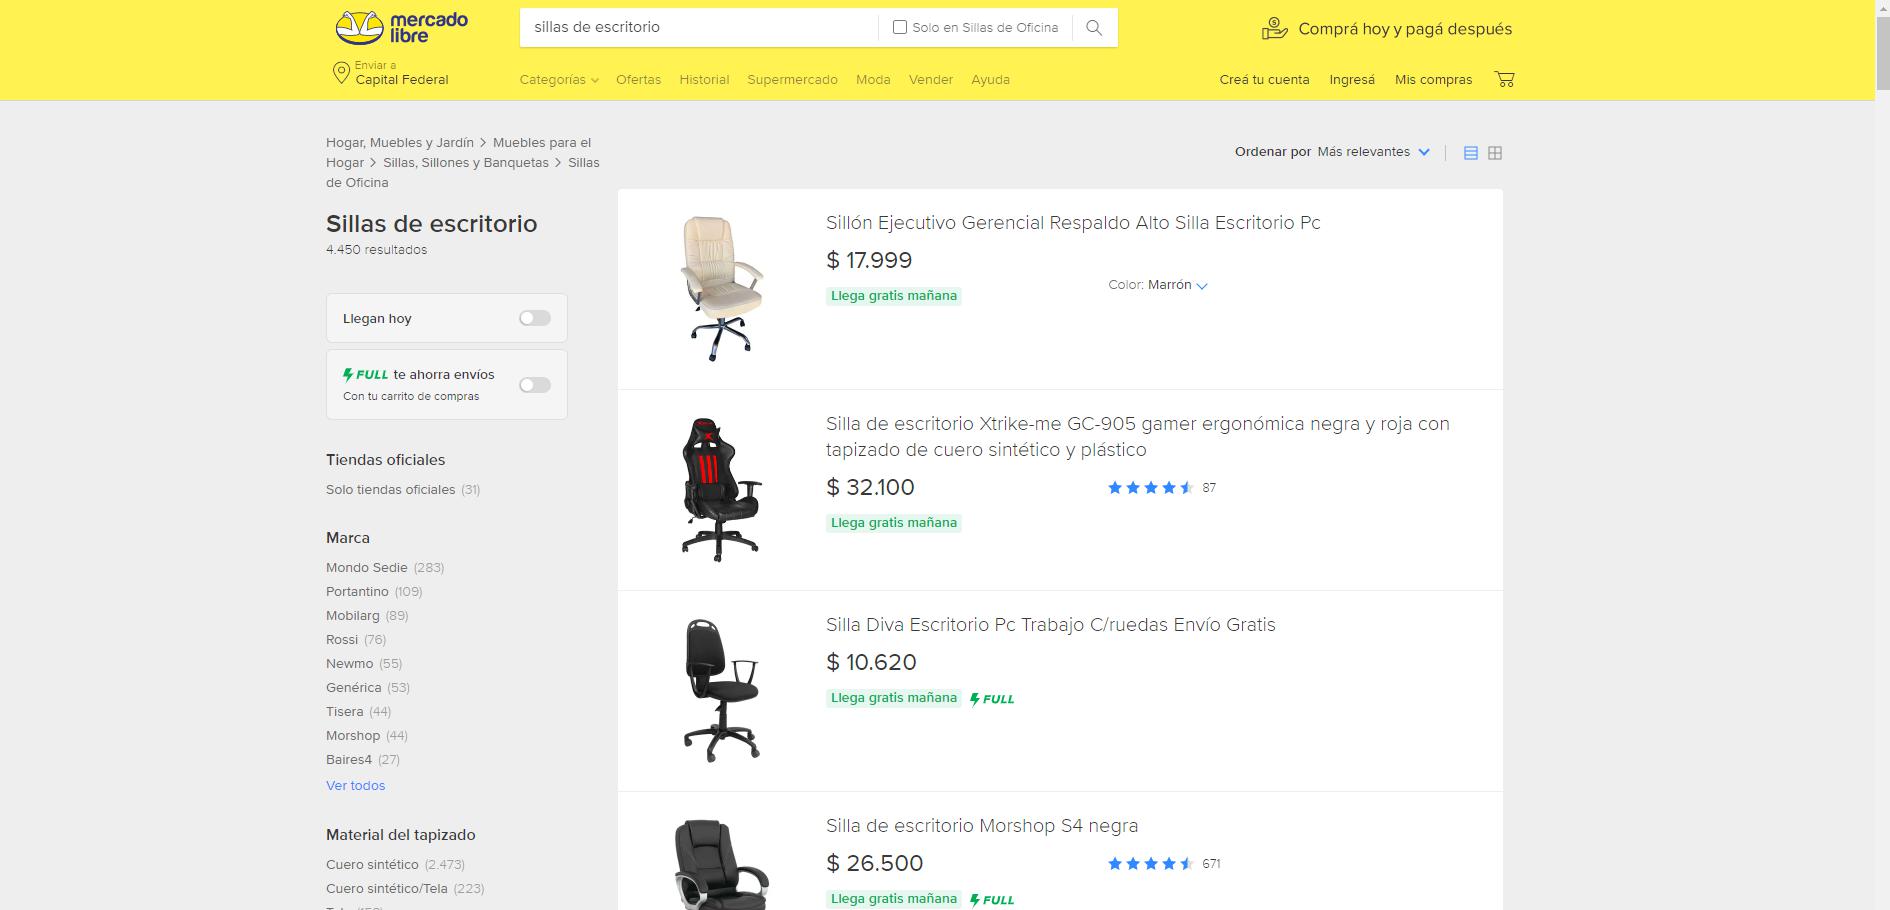 mercado
libre
sillas de escritorio
Solo en Sillas de Oficina
Comprá hoy y pagá después
Enviar a
Capital Federal
Categorías
Ofertas
Historial
Supermercado
Moda
Vender
Ayuda
Creá tu cuenta
Ingresá
Mis compras
Hogar, Muebles y Jardín > Muebles para el
Hogar > Sillas, Sillones y Banquetas > Sillas
de Oficina
Ordenar por Más relevantes
Sillas de escritorio
4.450 resultados
Llegan hoy
FULL te ahorra envíos
Con tu carrito de compras
Tiendas oficiales
Solo tiendas oficiales (31)
Marca
Mondo Sedie (283)
Portantino (109)
Mobilarg (89)
Rossi (76)
Newmo (55)
Genérica (53)
Tisera (44)
Morshop (44)
Baires4 (27)
Ver todos
Material del tapizado
Cuero sintético (2.473)
Cuero sintético/Tela (223)
Sillón Ejecutivo Gerencial Respaldo Alto Silla Escritorio Pc
$ 17.999
Color: Marrón
Llega gratis mañana
Silla de escritorio Xtrike-me GC-905 gamer ergonómica negra y roja con
tapizado de cuero sintético y plástico
$ 32.100
87
Llega gratis mañana
Silla Diva Escritorio Pc Trabajo C/ruedas Envío Gratis
$ 10.620
Llega gratis mañana FULL
Silla de escritorio Morshop S4 negra
$ 26.500
671
Llega gratis mañana FULL